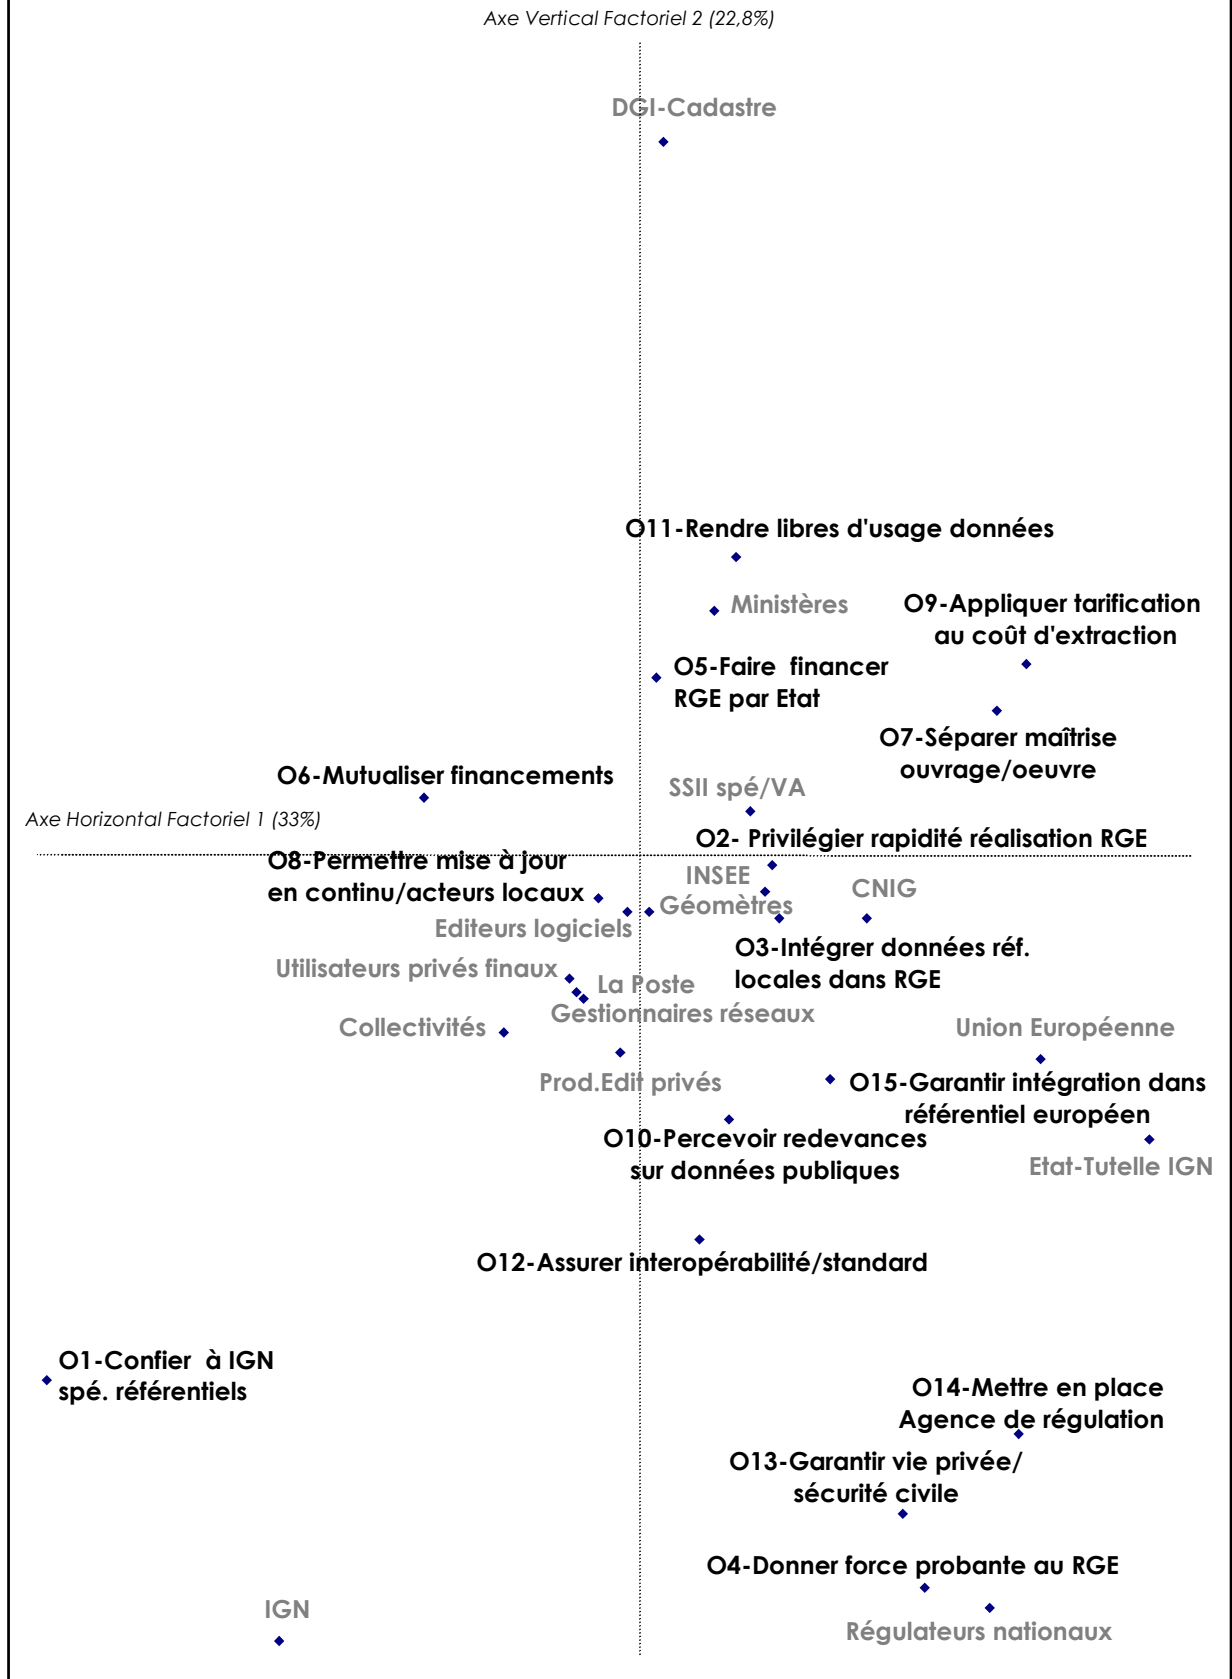 Axe Vertical Factoriel 2 (22,8%)
DGI-Cadastre
O11-Rendre libres d'usage données
Ministères
O9-Appliquer tarification
au coût d'extraction
O5-Faire financer
RGE par Etat
O7-Séparer maîtrise
ouvrage/oeuvre
O6-Mutualiser financements
SSII spé/VA
Axe Horizontal Factoriel 1 (33%)
O2- Privilégier rapidité réalisation RGE
O8-Permettre mise à jour
en continu/acteurs locaux
INSEE
CNIG
Géomètres
Editeurs logiciels
O3-Intégrer données réf.
locales dans RGE
Utilisateurs privés finaux
La Poste
Gestionnaires réseaux
Collectivités
Union Européenne
Prod.Edit privés
O15-Garantir intégration dans
référentiel européen
O10-Percevoir redevances
sur données publiques
Etat-Tutelle IGN
O12-Assurer interopérabilité/standard
O1-Confier à IGN
spé. référentiels
O14-Mettre en place
Agence de régulation
O13-Garantir vie privée/
sécurité civile
O4-Donner force probante au RGE
IGN
Régulateurs nationaux